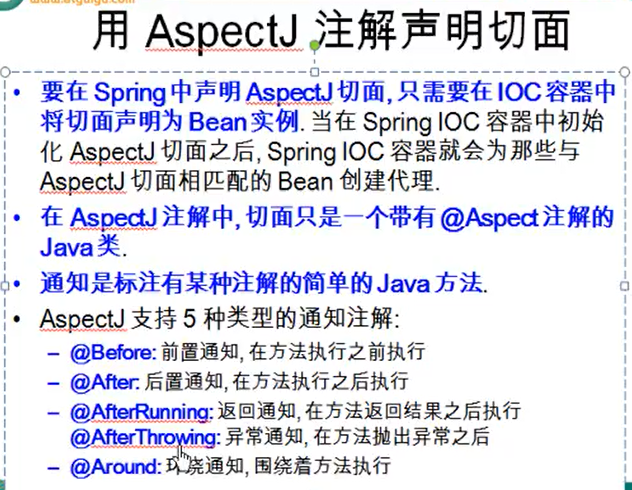 用 AspectJ 注解声明切面
• 要在 Spring 中声明 AspectJ 切面, 只需要在 IOC 容器中
将切面声明为 Bean 实例. 当在 Spring IOC 容器中初始
化 AspectJ 切面之后, Spring IOC 容器就会为那些与
AspectJ 切面相匹配的 Bean 创建代理.
• 在 AspectJ 注解中, 切面只是一个带有 @Aspect 注解的
Java 类.
• 通知是标注有某种注解的简单的 Java 方法.
• AspectJ 支持 5 种类型的通知注解:
– @Before: 前置通知, 在方法执行之前执行
– @After: 后置通知, 在方法执行之后执行
– @AfterRunning: 返回通知, 在方法返回结果之后执行
@AfterThrowing: 异常通知, 在方法抛出异常之后
– @Around: 环绕通知, 围绕着方法执行